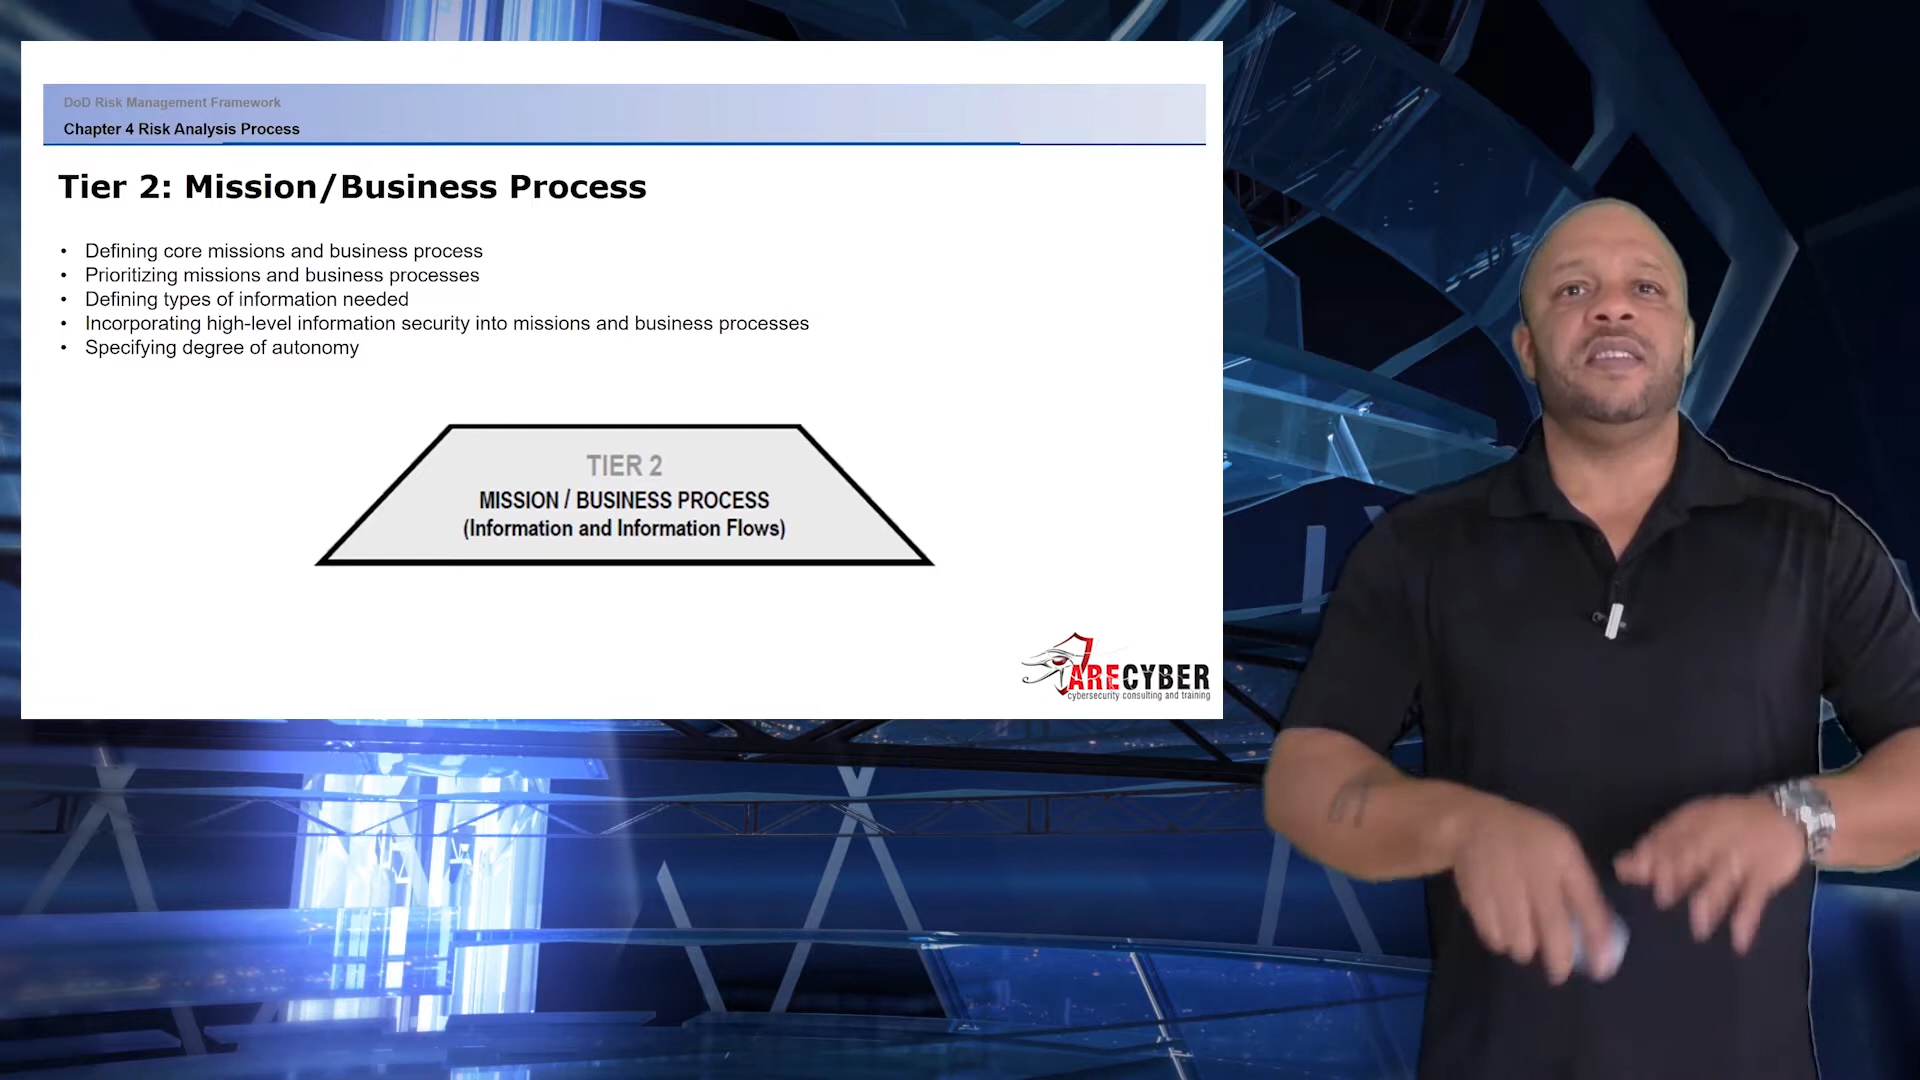 DoD Risk Management Framework
Chapter 4 Risk Analysis Process
Tier 2: Mission/Business Process
• Defining core missions and business process
• Prioritizing missions and business processes
• Defining types of information needed
• Incorporating high-level information security into missions and business processes
• Specifying degree of autonomy
TIER 2
MISSION / BUSINESS PROCESS
(Information and Information Flows)
ARECYBER
cybersecurity consulting and training